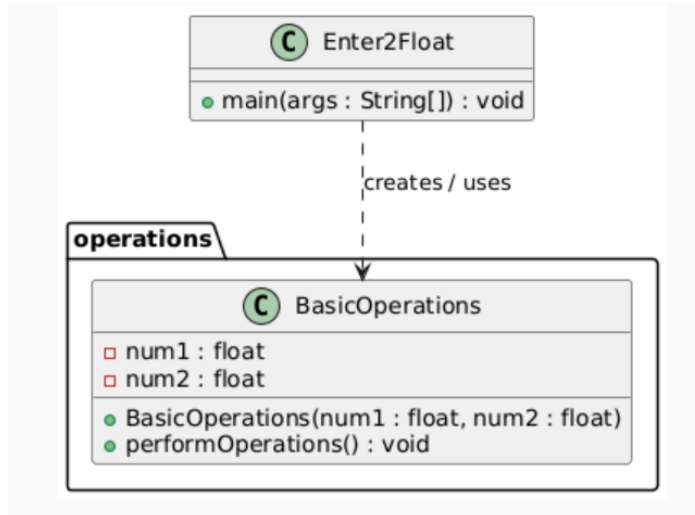 C Enter2Float
main(args : String[]) : void
creates / uses
operations
C BasicOperations
num1 : float
num2 : float
BasicOperations(num1 : float, num2 : float)
performOperations() : void